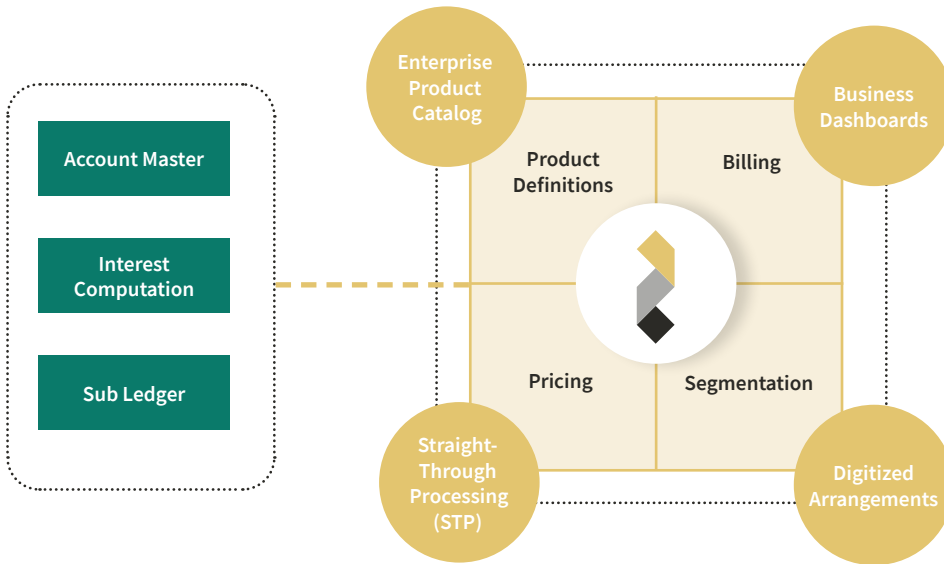 Account Master
Interest
Computation
Sub Ledger
Enterprise
Product
Catalog
Business
Dashboards
Product
Definitions
Billing
Pricing
Segmentation
Straight-
Through
Processing
(STP)
Digitized
Arrangements